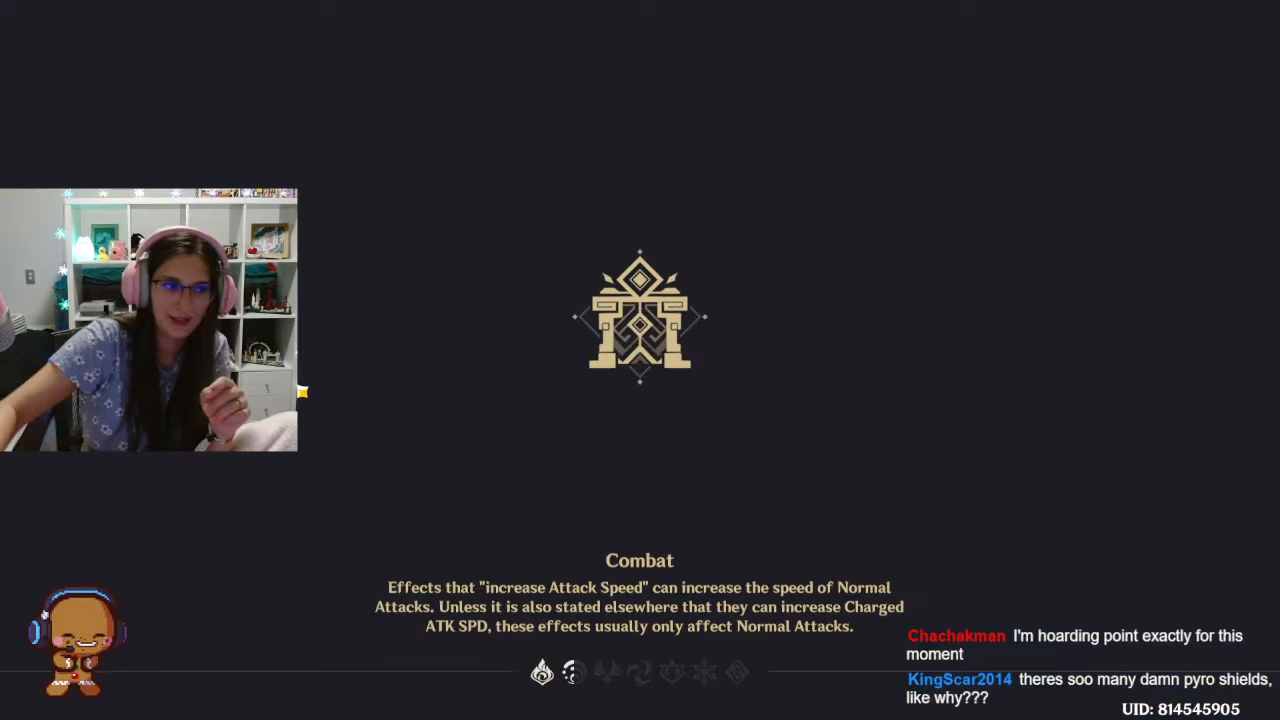 Combat
Effects that "increase Attack Speed" can increase the speed of Normal
Attacks. Unless it is also stated elsewhere that they can increase Charged
ATK SPD, these effects usually only affect Normal Attacks.
Chachakman I'm hoarding point exactly for this
moment
KingScar2014 theres soo many damn pyro shields,
like why???
UID: 814545905